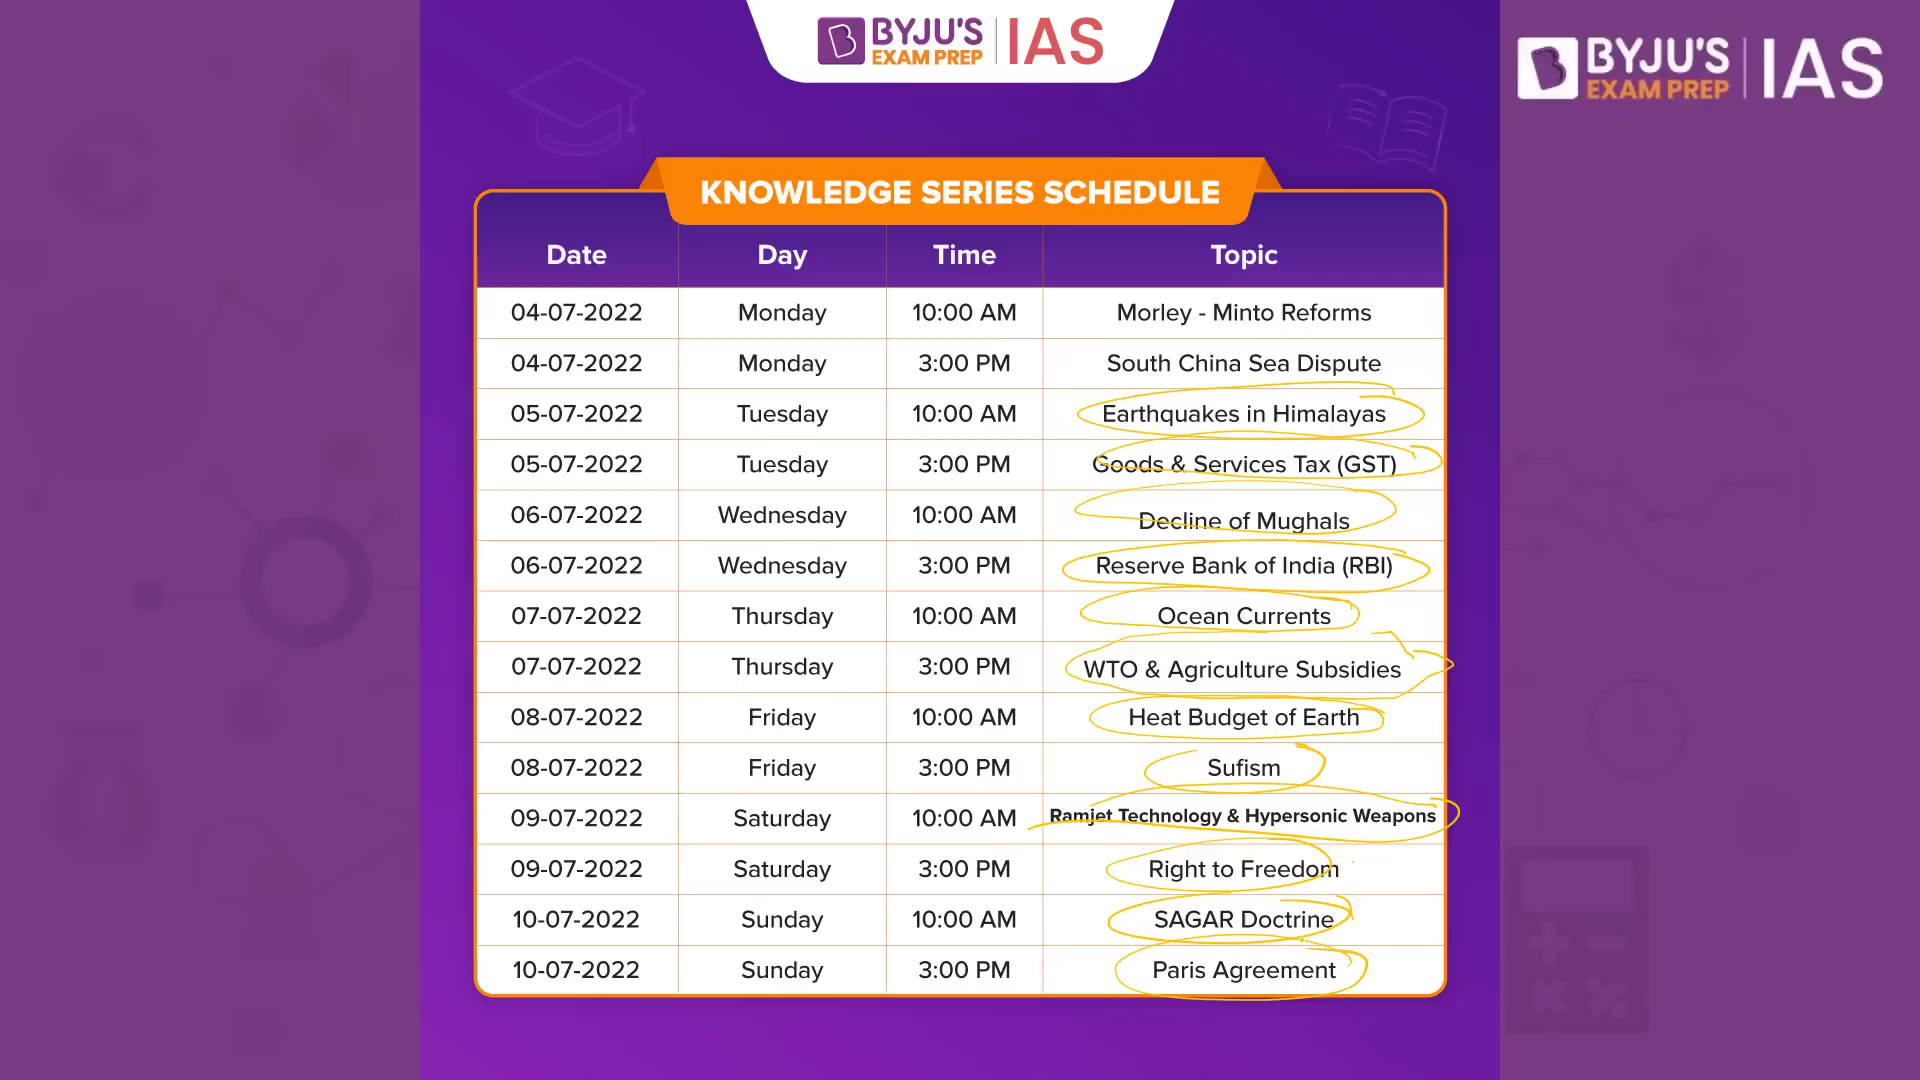 BYJU'S
EXAM PREP
IAS
BYJU'S
EXAM PREP
IAS
KNOWLEDGE SERIES SCHEDULE
Date Day Time Topic
04-07-2022 Monday 10:00 AM Morley - Minto Reforms
04-07-2022 Monday 3:00 PM South China Sea Dispute
05-07-2022 Tuesday 10:00 AM Earthquakes in Himalayas
05-07-2022 Tuesday 3:00 PM Goods & Services Tax (GST)
06-07-2022 Wednesday 10:00 AM Decline of Mughals
06-07-2022 Wednesday 3:00 PM Reserve Bank of India (RBI)
07-07-2022 Thursday 10:00 AM Ocean Currents
07-07-2022 Thursday 3:00 PM WTO & Agriculture Subsidies
08-07-2022 Friday 10:00 AM Heat Budget of Earth
08-07-2022 Friday 3:00 PM Sufism
09-07-2022 Saturday 10:00 AM Ramjet Technology & Hypersonic Weapons
09-07-2022 Saturday 3:00 PM Right to Freedom
10-07-2022 Sunday 10:00 AM SAGAR Doctrine
10-07-2022 Sunday 3:00 PM Paris Agreement